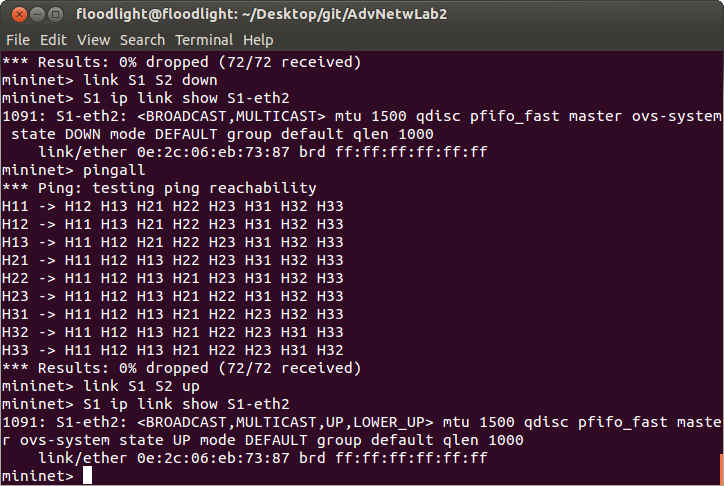 floodlight@floodlight: ~/Desktop/git/AdvNetwLab2
File Edit View Search Terminal Help
*** Results: 0% dropped (72/72 received)
mininet> link S1 S2 down
mininet> S1 ip link show S1-eth2
1091: S1-eth2: <BROADCAST,MULTICAST> mtu 1500 qdisc pfifo_fast master ovs-system
 state DOWN mode DEFAULT group default qlen 1000
    link/ether 0e:2c:06:eb:73:87 brd ff:ff:ff:ff:ff:ff
mininet> pingall
*** Ping: testing ping reachability
H11 -> H12 H13 H21 H22 H23 H31 H32 H33
H12 -> H11 H13 H21 H22 H23 H31 H32 H33
H13 -> H11 H12 H21 H22 H23 H31 H32 H33
H21 -> H11 H12 H13 H22 H23 H31 H32 H33
H22 -> H11 H12 H13 H21 H23 H31 H32 H33
H23 -> H11 H12 H13 H21 H22 H31 H32 H33
H31 -> H11 H12 H13 H21 H22 H23 H32 H33
H32 -> H11 H12 H13 H21 H22 H23 H31 H33
H33 -> H11 H12 H13 H21 H22 H23 H31 H32
*** Results: 0% dropped (72/72 received)
mininet> link S1 S2 up
mininet> S1 ip link show S1-eth2
1091: S1-eth2: <BROADCAST,MULTICAST,UP,LOWER_UP> mtu 1500 qdisc pfifo_fast maste
r ovs-system state UP mode DEFAULT group default qlen 1000
    link/ether 0e:2c:06:eb:73:87 brd ff:ff:ff:ff:ff:ff
mininet>